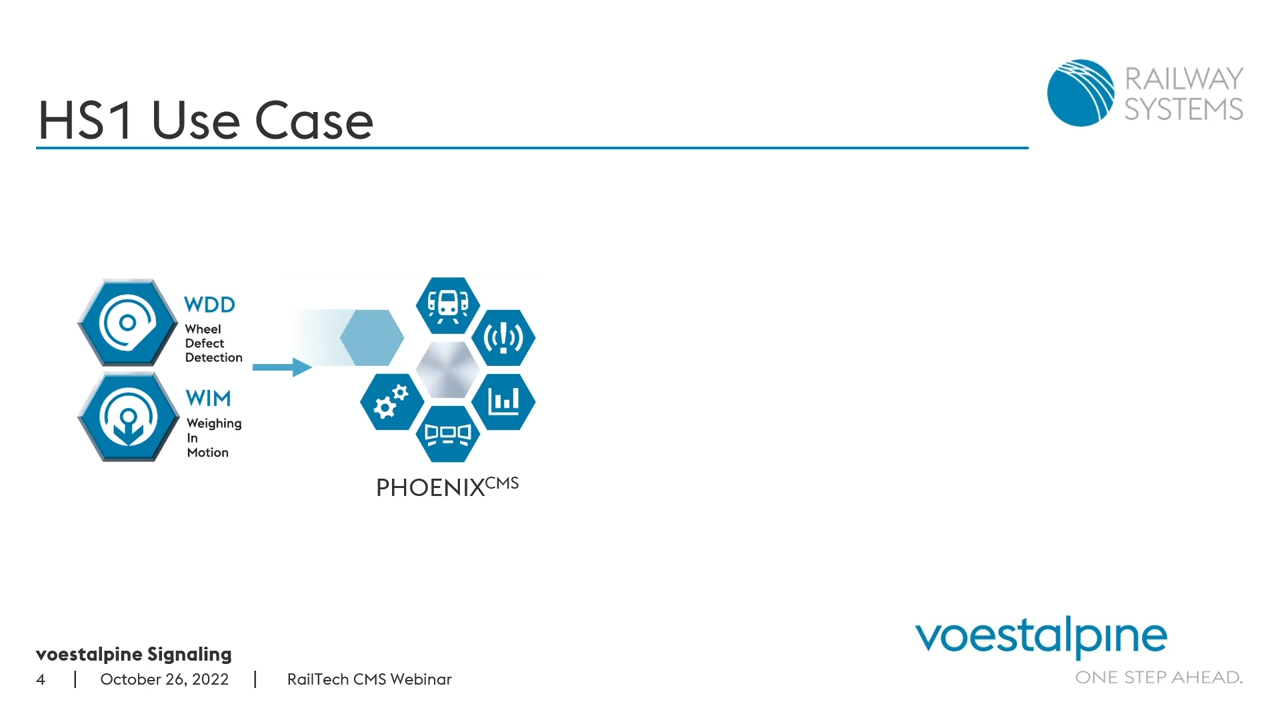 RAILWAY
SYSTEMS
HS1 Use Case
WDD
Wheel
Defect
Detection
WIM
Weighing
In
Motion
PHOENIXCMS
voestalpine
ONE STEP AHEAD.
voestalpine Signaling
4 | October 26, 2022 | RailTech CMS Webinar